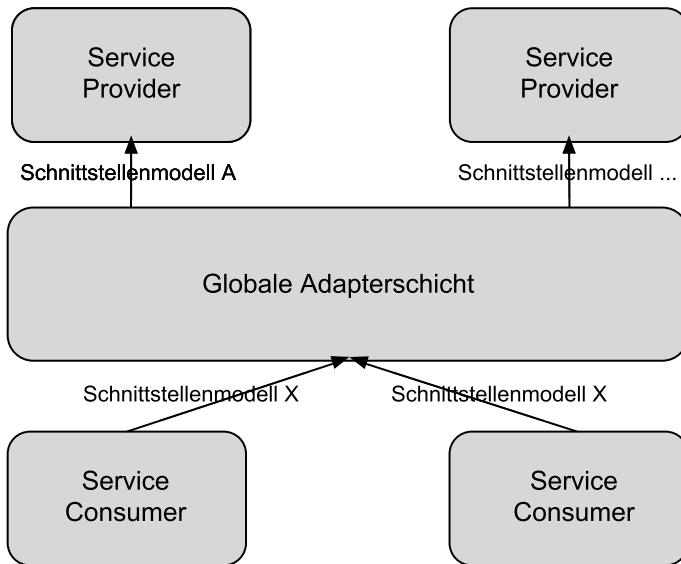 Service
Provider
Service
Provider
Schnittstellenmodell A
Schnittstellenmodell ...
Globale Adapterschicht
Schnittstellenmodell X
Schnittstellenmodell X
Service
Consumer
Service
Consumer